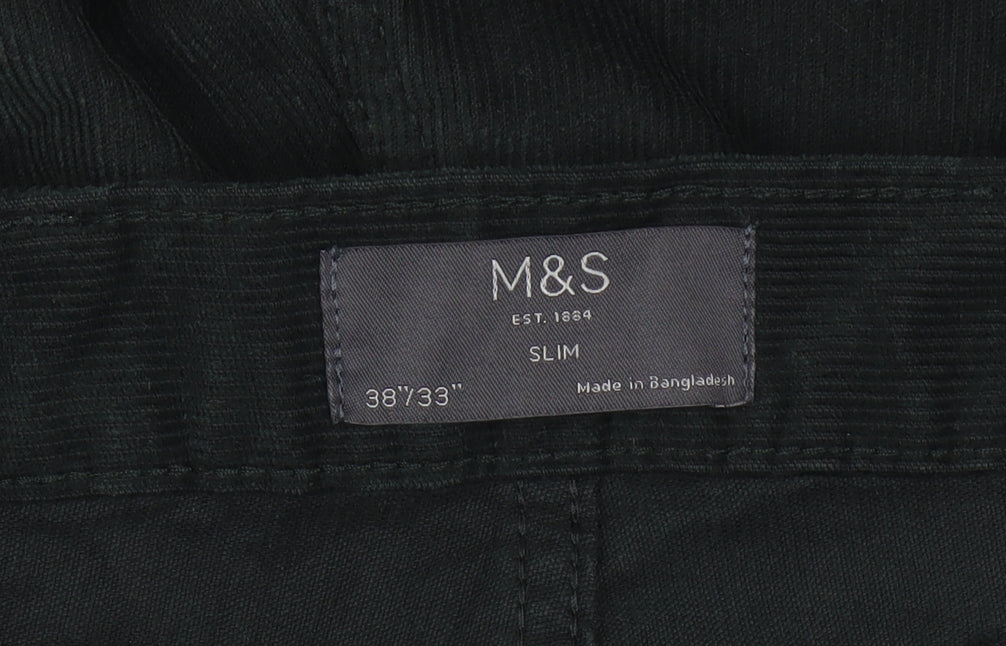 M&S
EST. 1884
SLIM
38"/33"
Made in Bangladesh